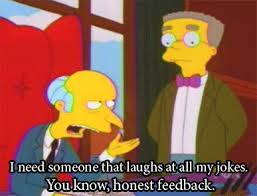 I need someone that laughs at all my jokes.
You know, honest feedback.